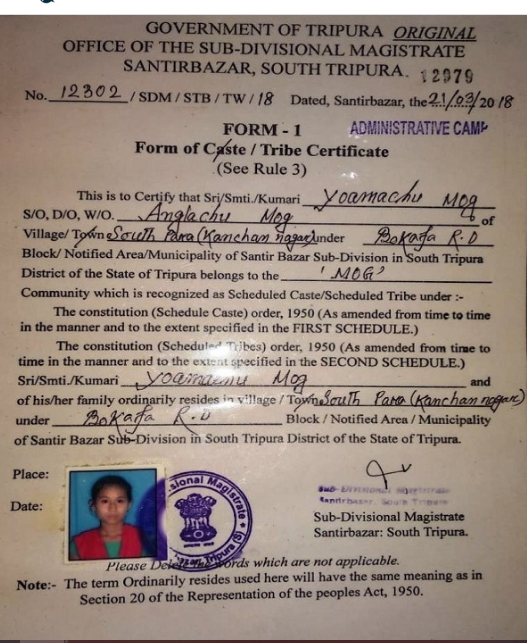 GOVERNMENT OF TRIPURA ORIGINAL
OFFICE OF THE SUB-DIVISIONAL MAGISTRATE
SANTIRBAZAR, SOUTH TRIPURA.
12979
No. 12302 / SDM / STB / TW / 18 Dated, Santirbazar, the 21/03/2018
FORM - 1
ADMINISTRATIVE CAMP
Form of Caste / Tribe Certificate
(See Rule 3)
This is to Certify that Sri/Smti./Kumari Yoamachu Mog
S/O, D/O, W/O. Anglachu Mog of
Village/ Town South Para (Kanchan nagar) under Bokafa R.D
Block/ Notified Area/Municipality of Santir Bazar Sub-Division in South Tripura
District of the State of Tripura belongs to the 'MOG'
Community which is recognized as Scheduled Caste/Scheduled Tribe under :-
The constitution (Schedule Caste) order, 1950 (As amended from time to time
in the manner and to the extent specified in the FIRST SCHEDULE.)
The constitution (Scheduled Tribes) order, 1950 (As amended from time to
time in the manner and to the extent specified in the SECOND SCHEDULE.)
Sri/Smti./Kumari Yoamachu Mog and
of his/her family ordinarily resides in village / Town South Para (Kanchan nagar)
under Bokafa R.D Block / Notified Area / Municipality
of Santir Bazar Sub-Division in South Tripura District of the State of Tripura.
Place:
Date:
Sub-Divisional Magistrate
Santirbazar, South Tripura
Sub-Divisional Magistrate
Santirbazar: South Tripura.
Please Delete the words which are not applicable.
Note:- The term Ordinarily resides used here will have the same meaning as in
Section 20 of the Representation of the peoples Act, 1950.